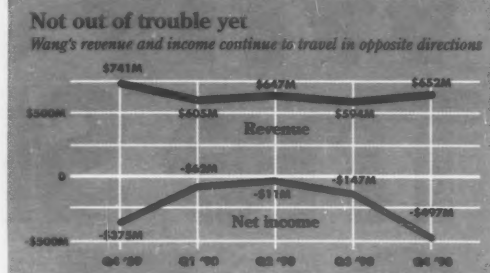 Not out of trouble yet
Wang's revenue and income continue to travel in opposite directions
$741M
$605M
$647M
$594M
$652M
$500M
Revenue
0
-$62M
-$11M
-$147M
-$375M
-$497M
Net income
-$500M
Q4 '89 Q1 '90 Q2 '90 Q3 '90 Q4 '90